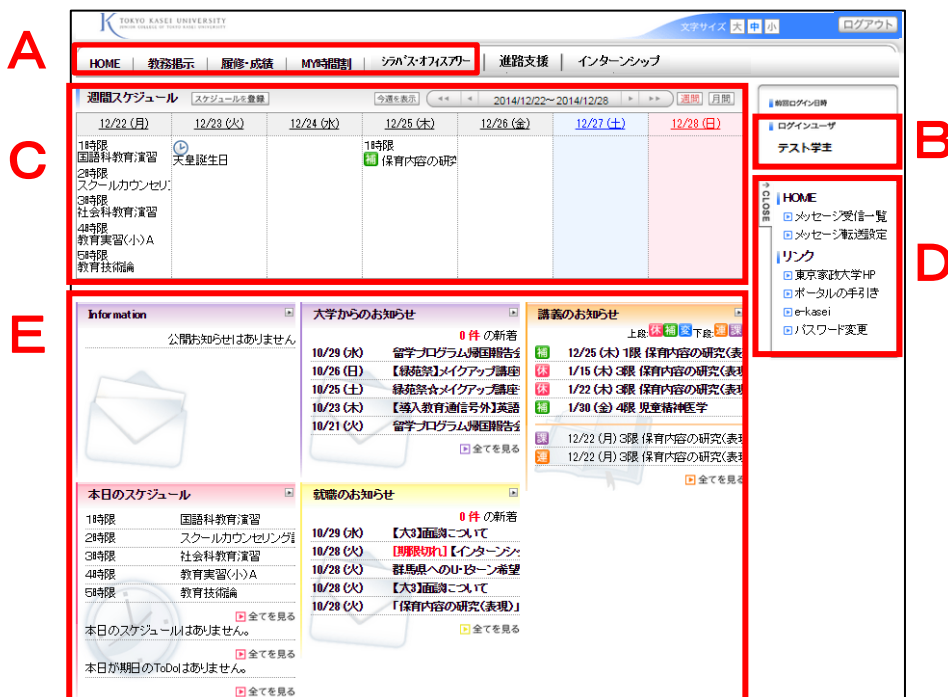 TOKYO KASEI UNIVERSITY
文字サイズ 大 中 小
ログアウト
A
HOME | 教務掲示 | 履修・成績 | MY時間割 | シラバス・オフィスアワー | 進路支援 | インターンシップ
週間スケジュール スケジュールを登録 今週を表示 2014/12/22～2014/12/28 週間 月間
12/22 (月) 12/23 (火) 12/24 (水) 12/25 (木) 12/26 (金) 12/27 (土) 12/28 (日)
C
1時限
国語科教育演習
2時限
スクールカウンセリ
3時限
社会科教育演習
4時限
教育実習(小)A
5時限
教育技術論
天皇誕生日
1時限
補 保育内容の研究
前回ログイン日時
B
ログインユーザ
テスト学主
D
CLOSE
HOME
メッセージ受信一覧
メッセージ転送設定
リンク
東京家政大学HP
ポータルの手引き
e-kasei
パスワード変更
E
Information
公開お知らせはありません
大学からのお知らせ
0 件 の新着
10/29 (水) 留学プログラム帰国報告会
10/26 (日) 【緑苑祭】メイクアップ講座
10/25 (土) 緑苑祭☆メイクアップ講座
10/23 (木) 【導入教育通信号外】英語
10/21 (火) 留学プログラム帰国報告会
全てを見る
講義のお知らせ
上段:休 補 変 下段:連 課
補 12/25 (木) 1限 保育内容の研究(表
休 1/15 (木) 3限 保育内容の研究(表現
休 1/22 (木) 3限 保育内容の研究(表現
補 1/30 (金) 4限 児童精神医学
課 12/22 (月) 3限 保育内容の研究(表現
連 12/22 (月) 3限 保育内容の研究(表現
全てを見る
本日のスケジュール
1時限 国語科教育演習
2時限 スクールカウンセリング
3時限 社会科教育演習
4時限 教育実習(小)A
5時限 教育技術論
全てを見る
本日のスケジュールはありません。
全てを見る
本日が期日のToDoはありません。
全てを見る
就職のお知らせ
0 件 の新着
10/29 (水) 【大3】面談について
10/28 (火) [期限切れ]【インターンシッ
10/28 (火) 群馬県へのU・Iターン希望
10/28 (火) 【大3】面談について
10/28 (火) 「保育内容の研究(表現)」
全てを見る